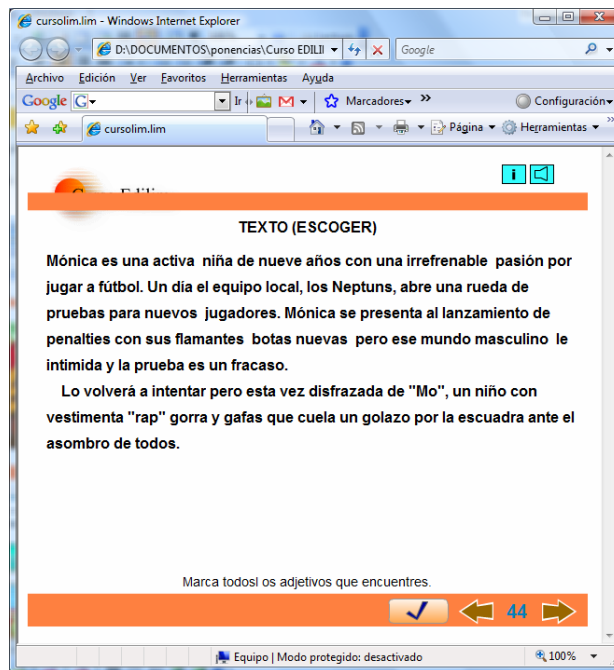 cursolim.lim - Windows Internet Explorer
D:\DOCUMENTOS\ponencias\Curso EDILI Google
Archivo Edición Ver Favoritos Herramientas Ayuda
Google G Ir M Marcadores » Configuración
cursolim.lim Página Herramientas »
i
TEXTO (ESCOGER)
Mónica es una activa niña de nueve años con una irrefrenable pasión por
jugar a fútbol. Un día el equipo local, los Neptuns, abre una rueda de
pruebas para nuevos jugadores. Mónica se presenta al lanzamiento de
penalties con sus flamantes botas nuevas pero ese mundo masculino le
intimida y la prueba es un fracaso.
Lo volverá a intentar pero esta vez disfrazada de "Mo", un niño con
vestimenta "rap" gorra y gafas que cuela un golazo por la escuadra ante el
asombro de todos.
Marca todosl os adjetivos que encuentres.
44
Equipo | Modo protegido: desactivado 100%